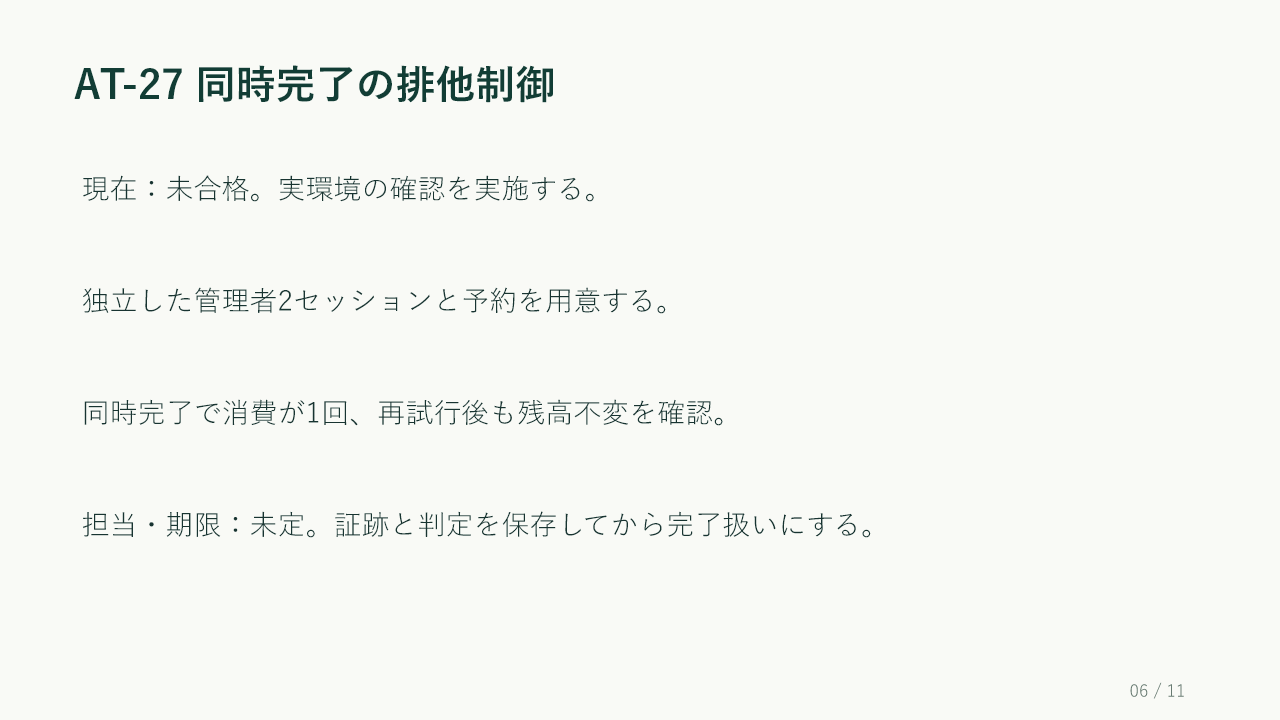 AT-27 同時完了の排他制御
現在：未合格。実環境の確認を実施する。
独立した管理者2セッションと予約を用意する。
同時完了で消費が1回、再試行後も残高不変を確認。
担当・期限：未定。証跡と判定を保存してから完了扱いにする。
06 / 11